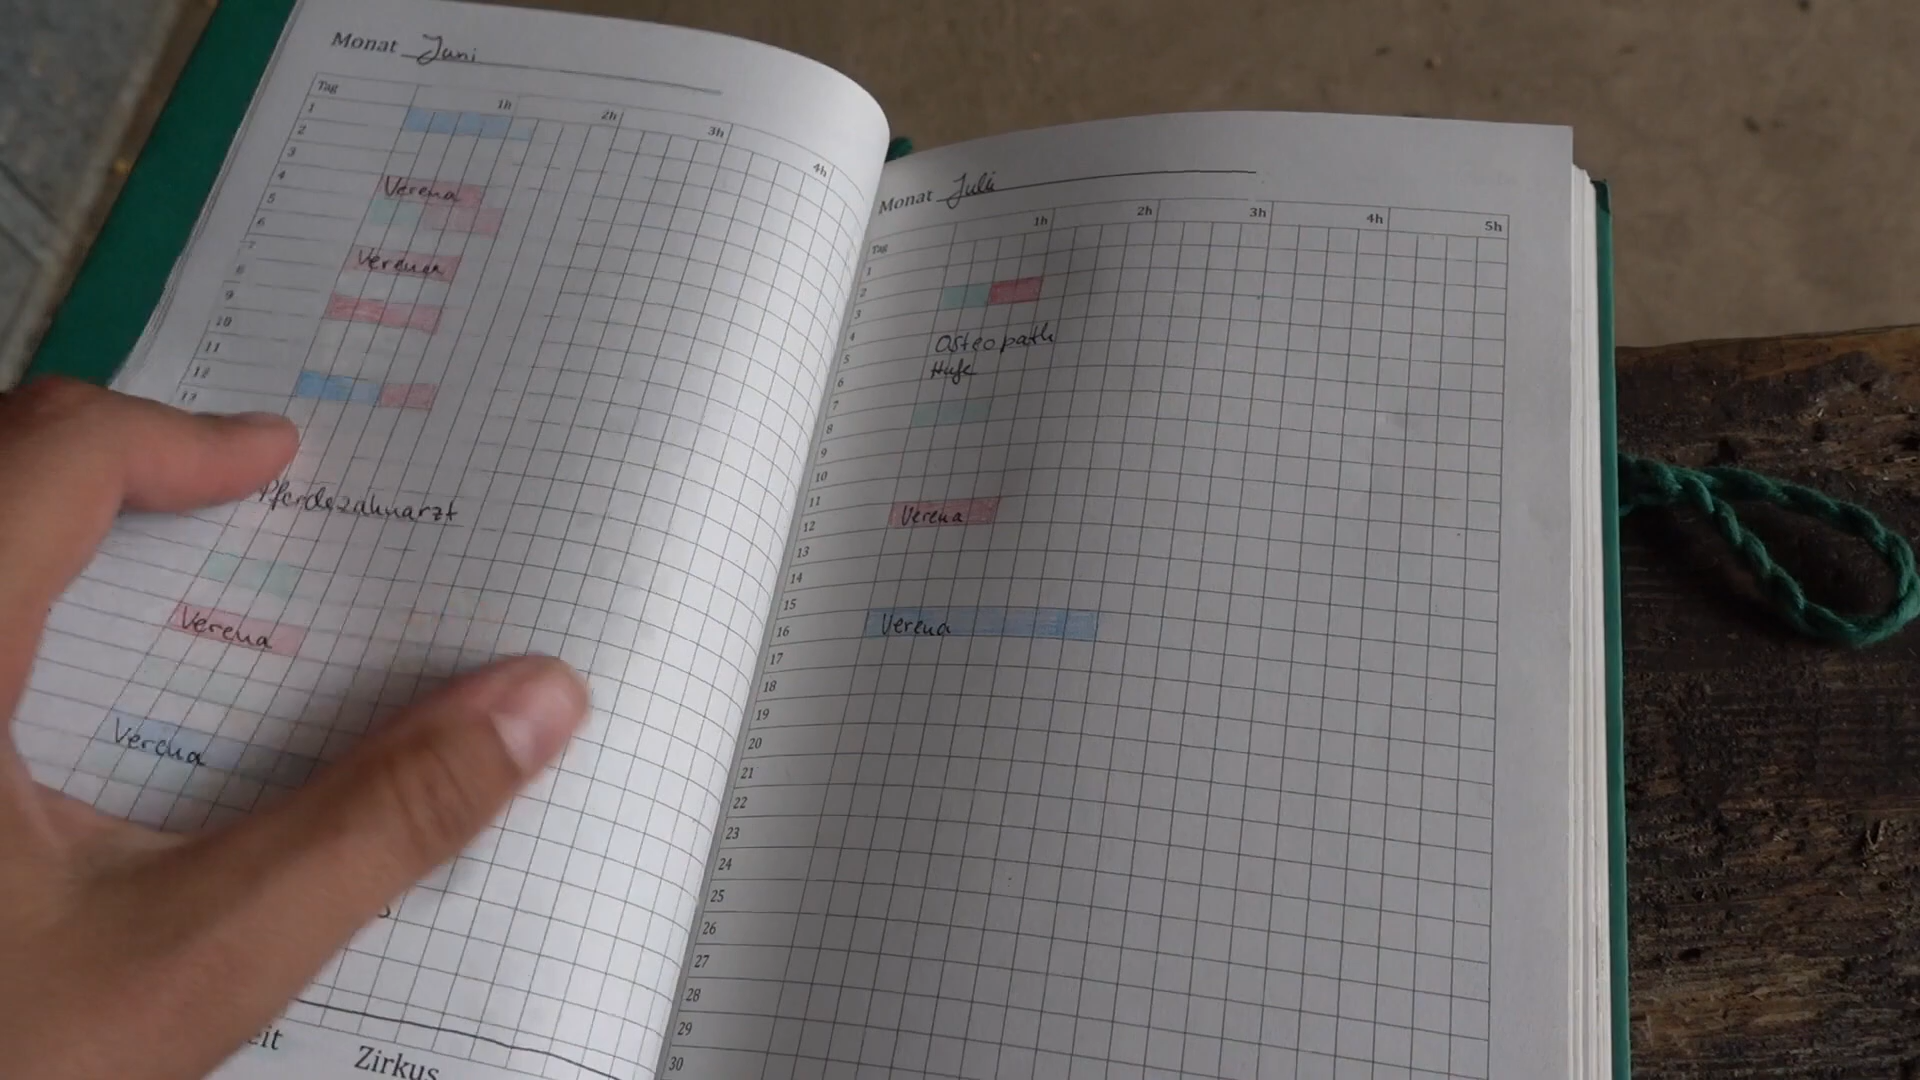 Monat Juni
Tag
1h 2h 3h 4h
1
2
3
4 Verena
5
6
7 Verena
8
9
10
11
12
13
Pferdezahnarzt
Verena
Verena
Zirkus
Monat Juli
Tag 1h 2h 3h 4h 5h
1
2
3
4 Osteopath
5 Hufe
6
7
8
9
10
11 Verena
12
13
14
15 Verena
16
17
18
19
20
21
22
23
24
25
26
27
28
29
30